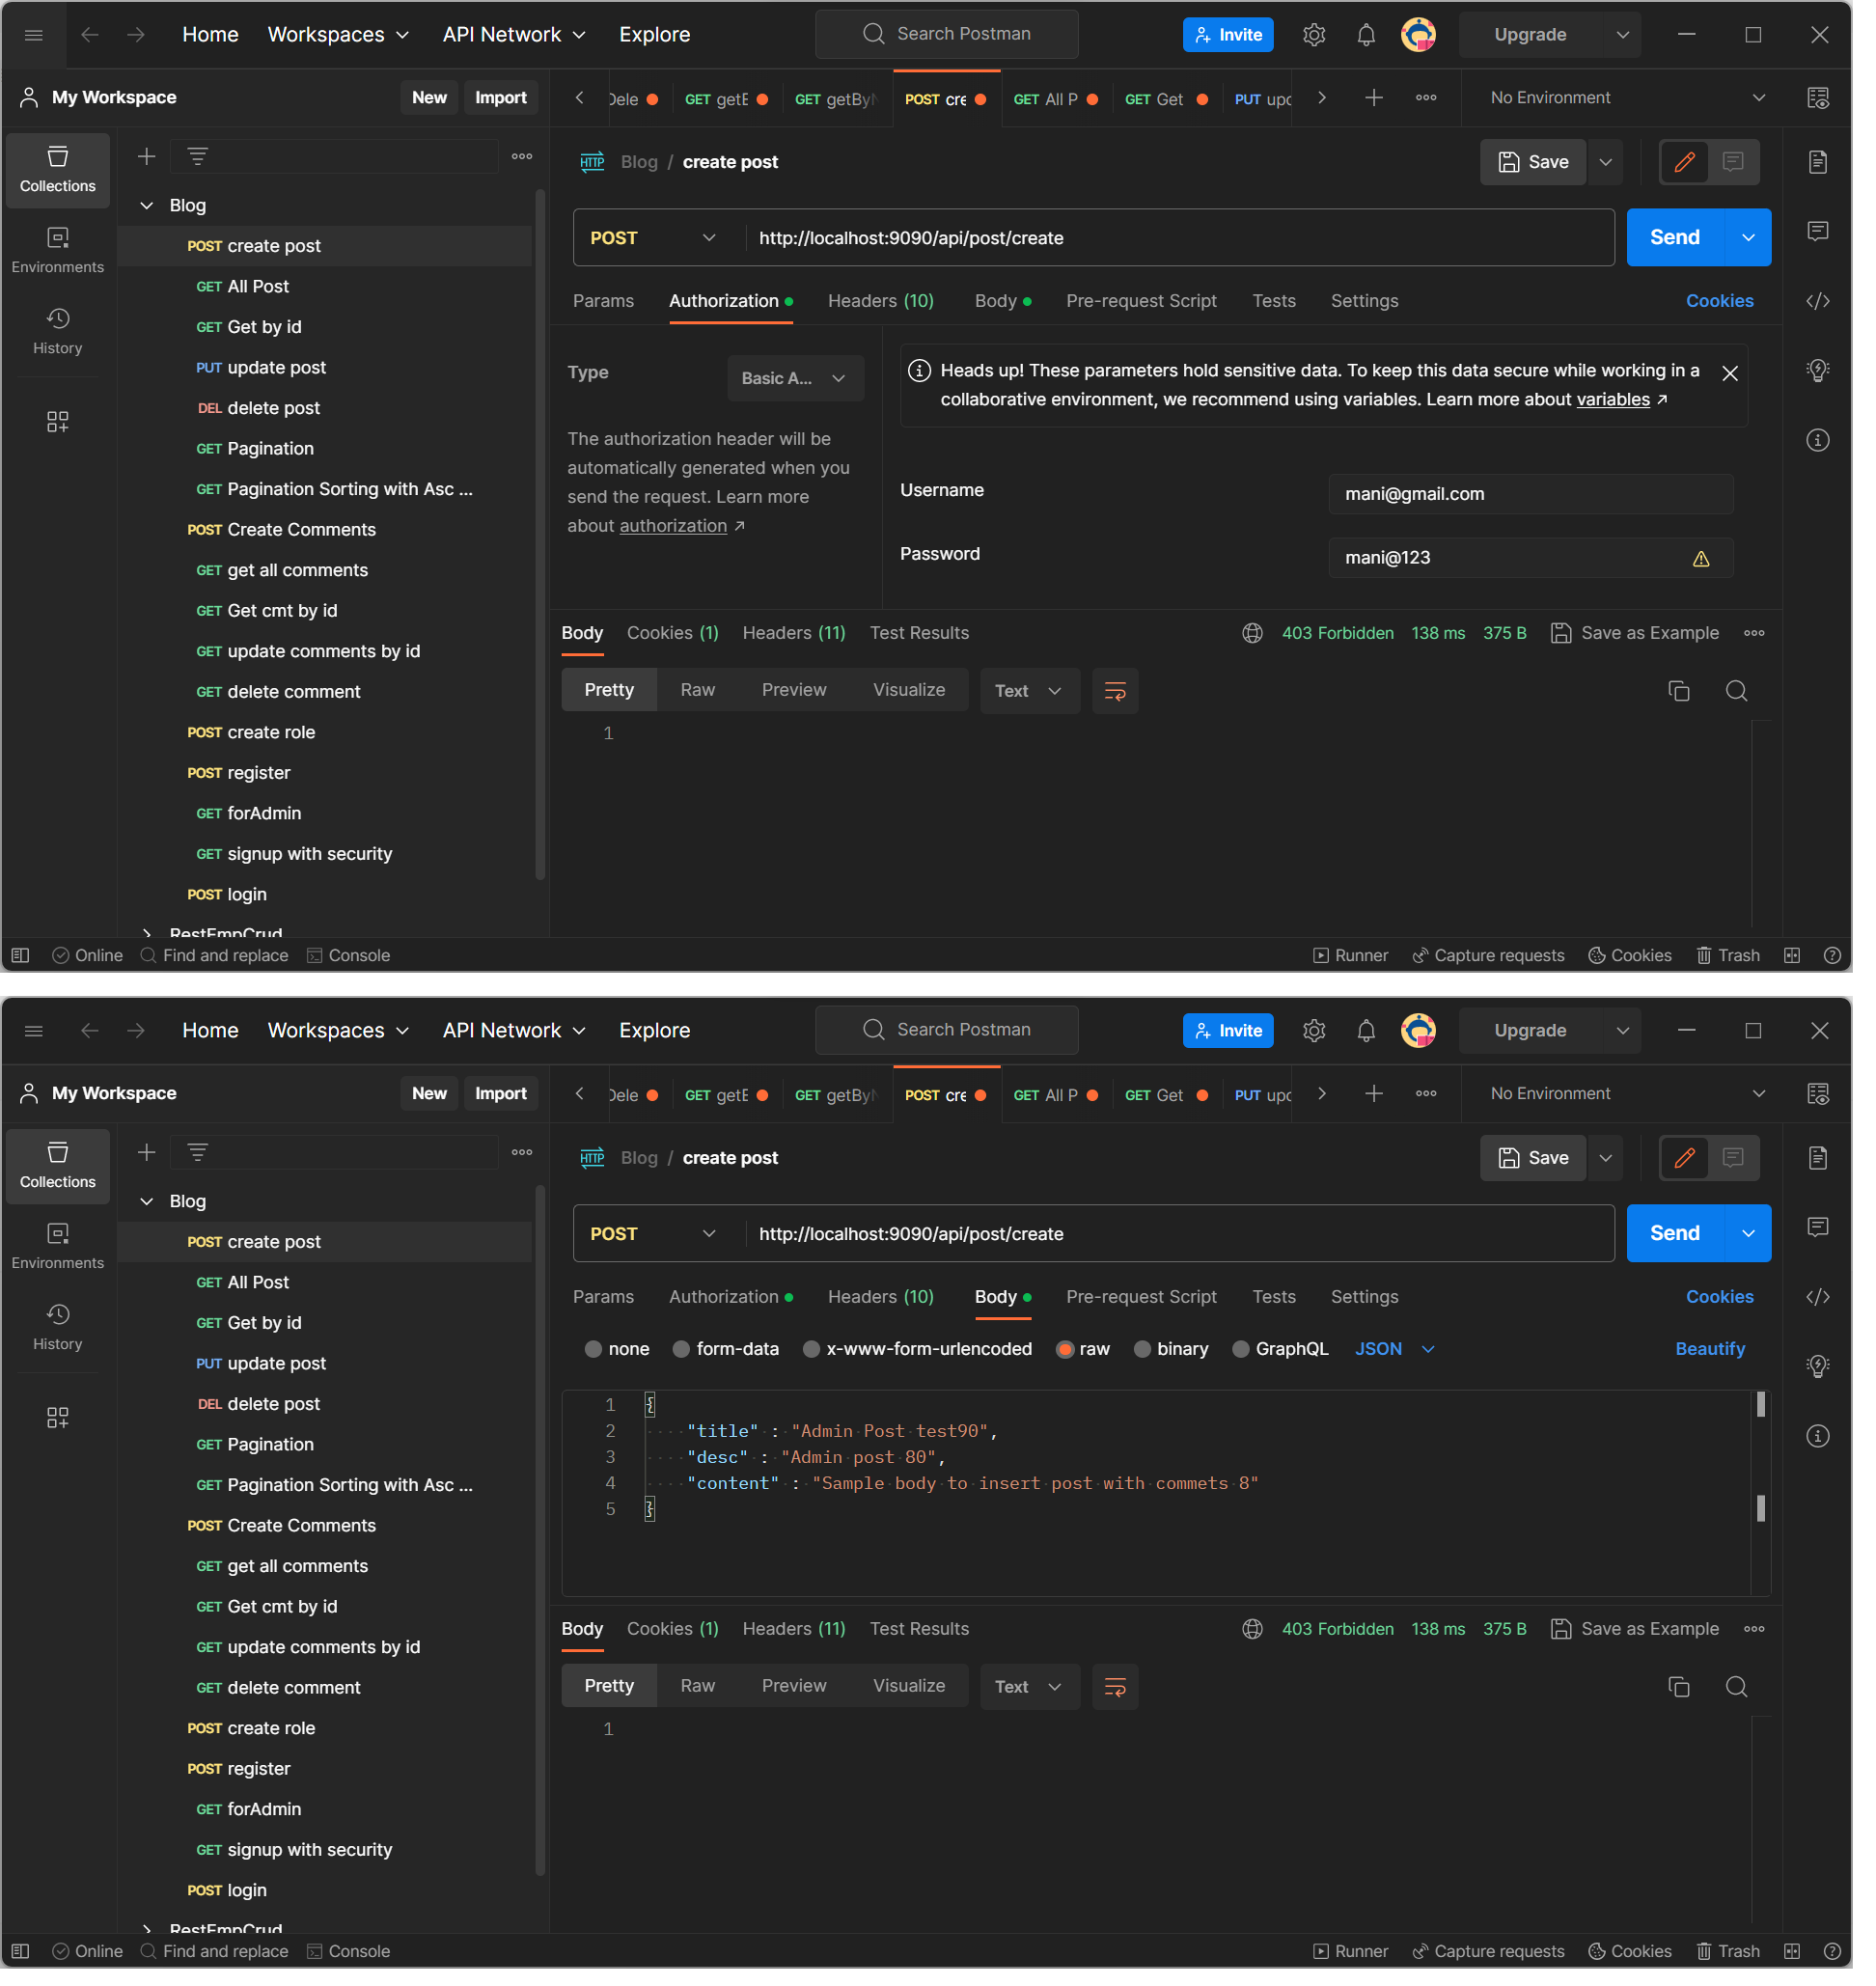 Home Workspaces API Network Explore Search Postman Invite Upgrade
My Workspace New Import Dele GET getE GET getByN POST cre GET All P GET Get PUT upd No Environment
Collections
Environments
History
Blog
POST create post
GET All Post
GET Get by id
PUT update post
DEL delete post
GET Pagination
GET Pagination Sorting with Asc ...
POST Create Comments
GET get all comments
GET Get cmt by id
GET update comments by id
GET delete comment
POST create role
POST register
GET forAdmin
GET signup with security
POST login
RestEmpCrud
HTTP Blog / create post Save
POST http://localhost:9090/api/post/create Send
Params Authorization Headers (10) Body Pre-request Script Tests Settings Cookies
Type Basic A...
The authorization header will be
automatically generated when you
send the request. Learn more
about authorization ↗
Heads up! These parameters hold sensitive data. To keep this data secure while working in a
collaborative environment, we recommend using variables. Learn more about variables ↗
Username mani@gmail.com
Password mani@123
Body Cookies (1) Headers (11) Test Results 403 Forbidden 138 ms 375 B Save as Example
Pretty Raw Preview Visualize Text
1
Online Find and replace Console Runner Capture requests Cookies Trash
Home Workspaces API Network Explore Search Postman Invite Upgrade
My Workspace New Import Dele GET getE GET getByN POST cre GET All P GET Get PUT upd No Environment
Collections
Environments
History
Blog
POST create post
GET All Post
GET Get by id
PUT update post
DEL delete post
GET Pagination
GET Pagination Sorting with Asc ...
POST Create Comments
GET get all comments
GET Get cmt by id
GET update comments by id
GET delete comment
POST create role
POST register
GET forAdmin
GET signup with security
POST login
RestEmpCrud
HTTP Blog / create post Save
POST http://localhost:9090/api/post/create Send
Params Authorization Headers (10) Body Pre-request Script Tests Settings Cookies
none form-data x-www-form-urlencoded raw binary GraphQL JSON Beautify
1 {
2 "title" : "Admin Post test90",
3 "desc" : "Admin post 80",
4 "content" : "Sample body to insert post with commets 8"
5 }
Body Cookies (1) Headers (11) Test Results 403 Forbidden 138 ms 375 B Save as Example
Pretty Raw Preview Visualize Text
1
Online Find and replace Console Runner Capture requests Cookies Trash